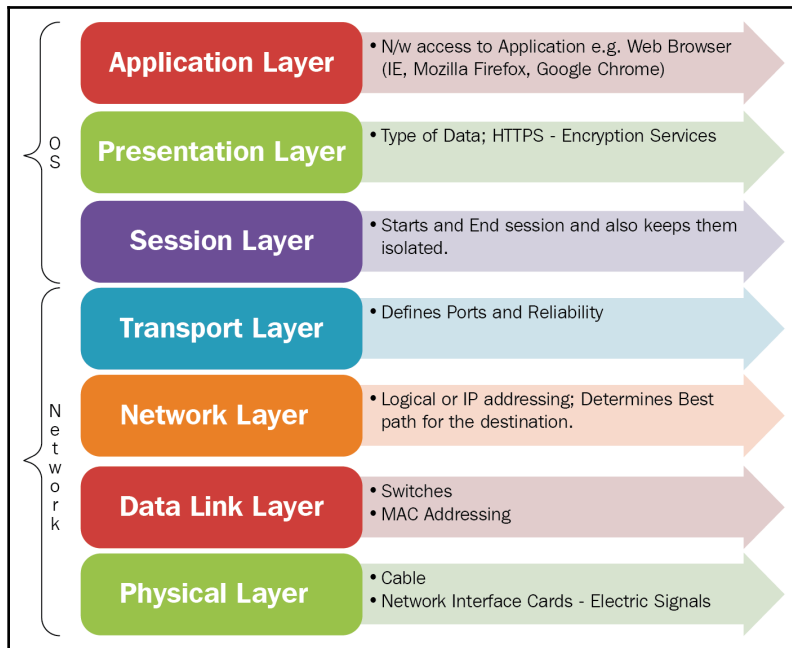 OS
Application Layer
• N/w access to Application e.g. Web Browser
(IE, Mozilla Firefox, Google Chrome)
Presentation Layer
• Type of Data; HTTPS - Encryption Services
Session Layer
• Starts and End session and also keeps them
isolated.
Network
Transport Layer
• Defines Ports and Reliability
Network Layer
• Logical or IP addressing; Determines Best
path for the destination.
Data Link Layer
• Switches
• MAC Addressing
Physical Layer
• Cable
• Network Interface Cards - Electric Signals